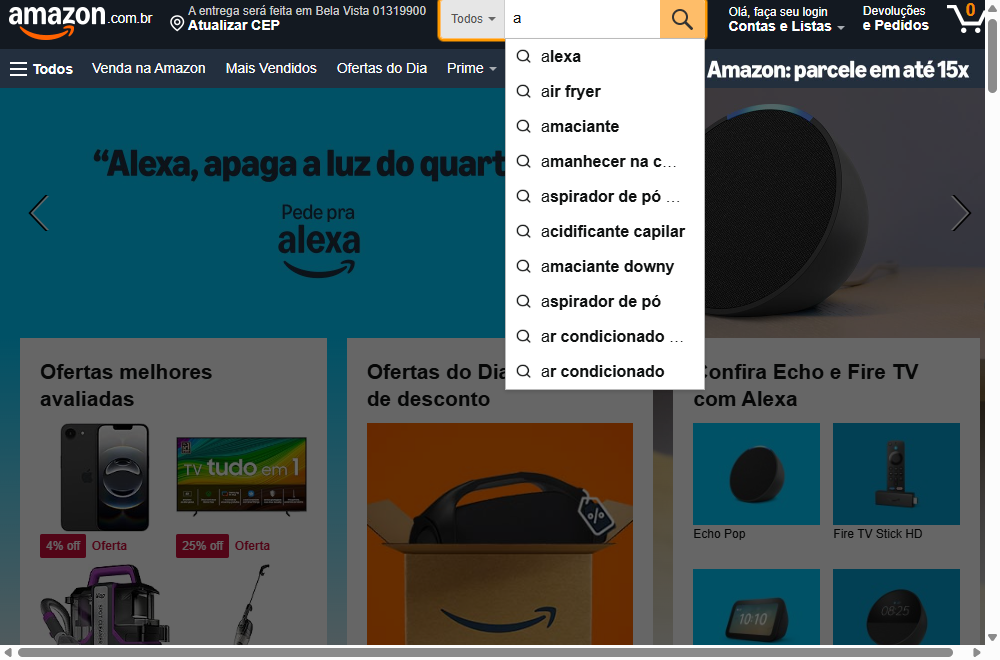 amazon.com.br
A entrega será feita em Bela Vista 01319900
Atualizar CEP
Todos
a
Olá, faça seu login
Contas e Listas
Devoluções
e Pedidos
0
Todos
Venda na Amazon
Mais Vendidos
Ofertas do Dia
Prime
Amazon: parcele em até 15x
alexa
air fryer
amaciante
amanhecer na c…
aspirador de pó …
acidificante capilar
amaciante downy
aspirador de pó
ar condicionado …
ar condicionado
“Alexa, apaga a luz do quart
Pede pra
alexa
Ofertas melhores
avaliadas
TV tudo em 1
4% off
Oferta
25% off
Oferta
Ofertas do Dia
de desconto
%
Confira Echo e Fire TV
com Alexa
Echo Pop
Fire TV Stick HD
10:10
08:25